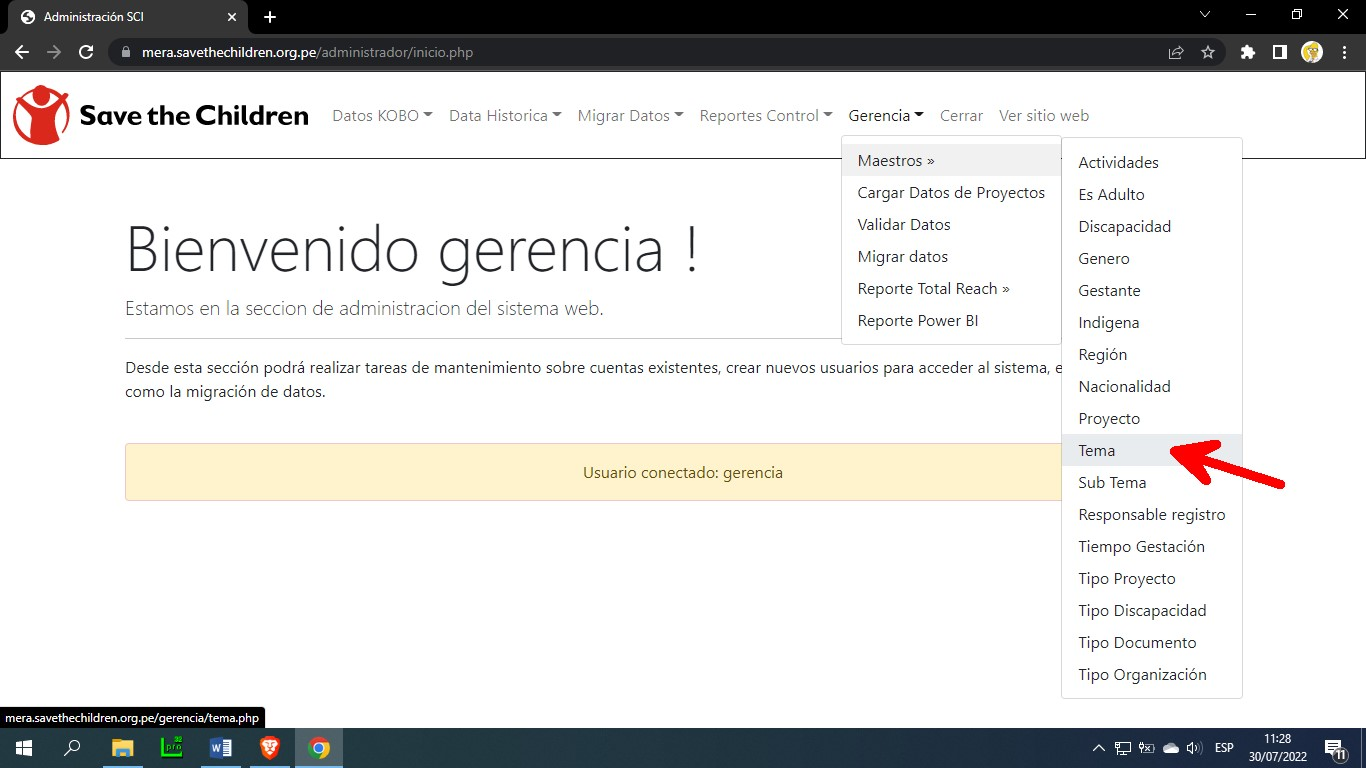 Administración SCI
mera.savethechildren.org.pe/administrador/inicio.php
Save the Children
Datos KOBO Data Historica Migrar Datos Reportes Control Gerencia Cerrar Ver sitio web
Maestros »
Cargar Datos de Proyectos
Validar Datos
Migrar datos
Reporte Total Reach »
Reporte Power BI
Actividades
Es Adulto
Discapacidad
Genero
Gestante
Indigena
Región
Nacionalidad
Proyecto
Tema
Sub Tema
Responsable registro
Tiempo Gestación
Tipo Proyecto
Tipo Discapacidad
Tipo Documento
Tipo Organización
Bienvenido gerencia !
Estamos en la seccion de administracion del sistema web.
Desde esta sección podrá realizar tareas de mantenimiento sobre cuentas existentes, crear nuevos usuarios para acceder al sistema, e
como la migración de datos.
Usuario conectado: gerencia
mera.savethechildren.org.pe/gerencia/tema.php
ESP
11:28
30/07/2022
11